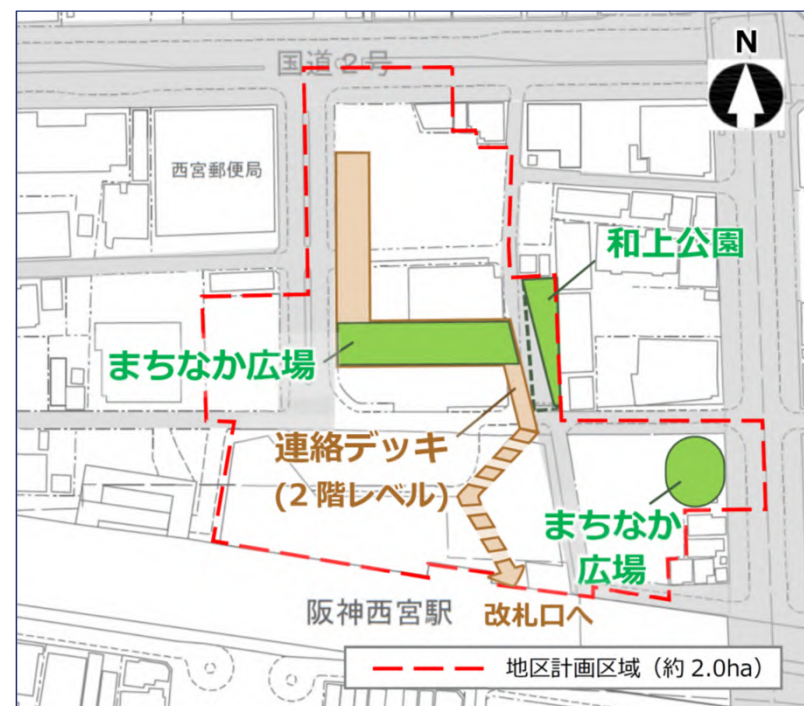 国道2号
N
西宮郵便局
和上公園
まちなか広場
連絡デッキ
(2階レベル)
まちなか
広場
阪神西宮駅
改札口へ
地区計画区域（約 2.0ha）